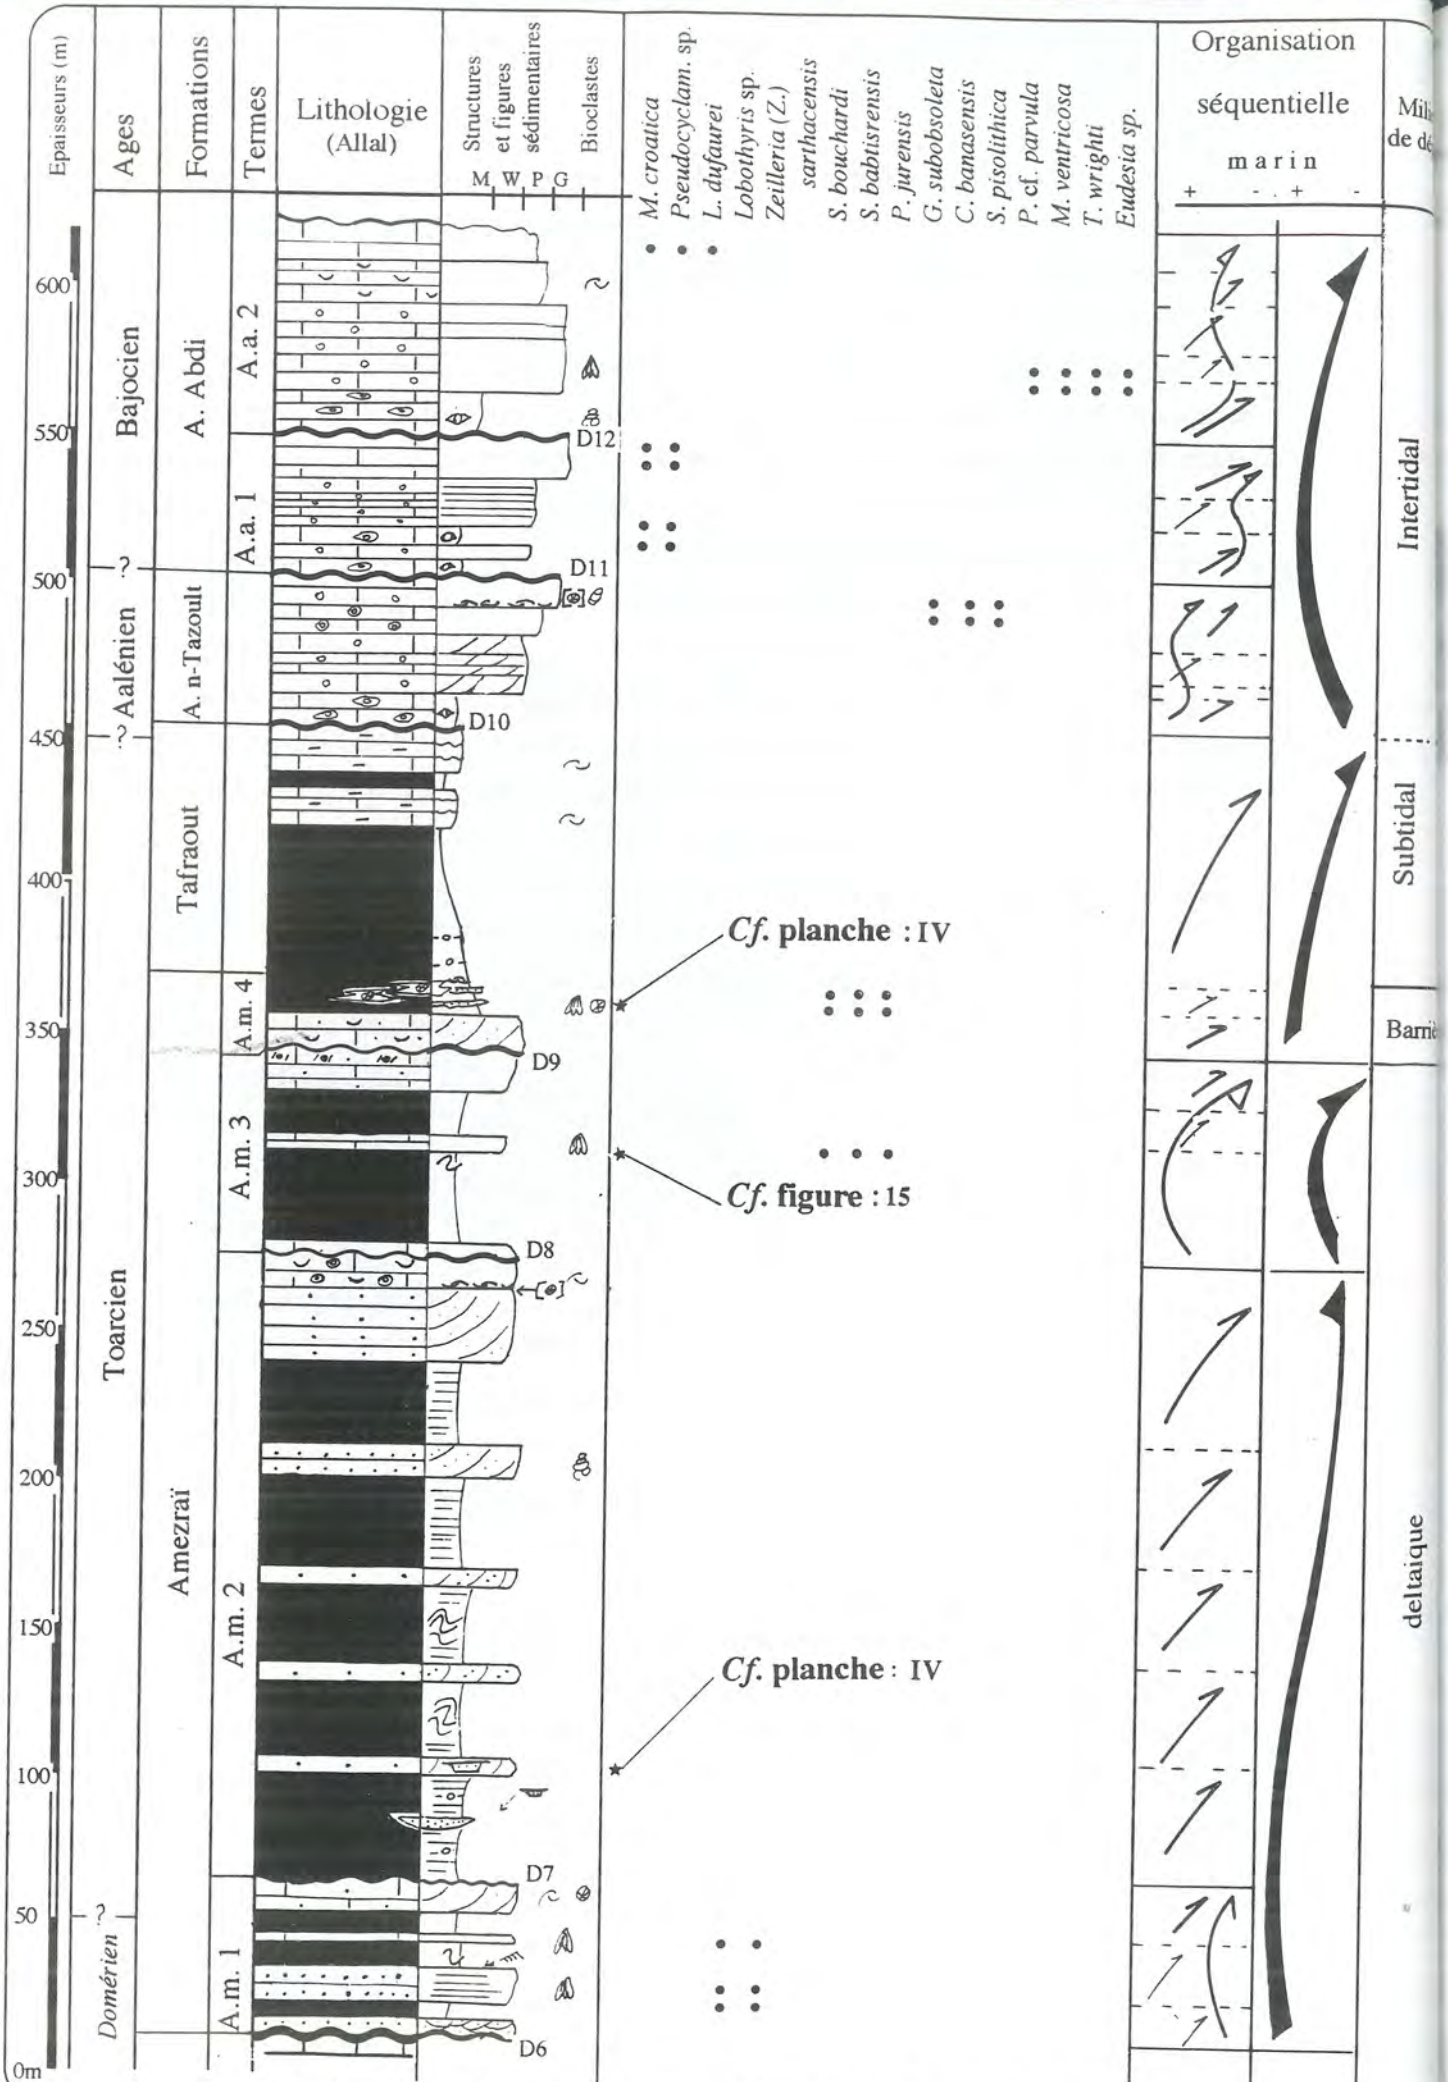 Epaisseurs (m)
Ages
Formations
Termes
Lithologie
(Allal)
Structures
et figures
sédimentaires
Bioclastes
M W P G
M. croatica
Pseudocyclam. sp.
L. dufaurei
Lobothyris sp.
Zeilleria (Z.)
sarthacensis
S. bouchardi
S. babtisrensis
P. jurensis
G. subobsoleta
C. banasensis
S. pisolithica
P. cf. parvula
M. ventricosa
T. wrighti
Eudesia sp.
Organisation
séquentielle
marin
+ - + -
de
600
550
500
450
400
350
300
250
200
150
100
50
0m
Bajocien
?
Aalénien
?
Toarcien
?
Domérien
A. Abdi
A. n-Tazoult
Tafraout
Amezraï
A.a. 2
A.a. 1
A.m. 4
A.m. 3
A.m. 2
A.m. 1
D12
D11
D10
D9
D8
D7
D6
Cf. planche : IV
Cf. figure : 15
Cf. planche : IV
Intertidal
Subtidal
deltaique